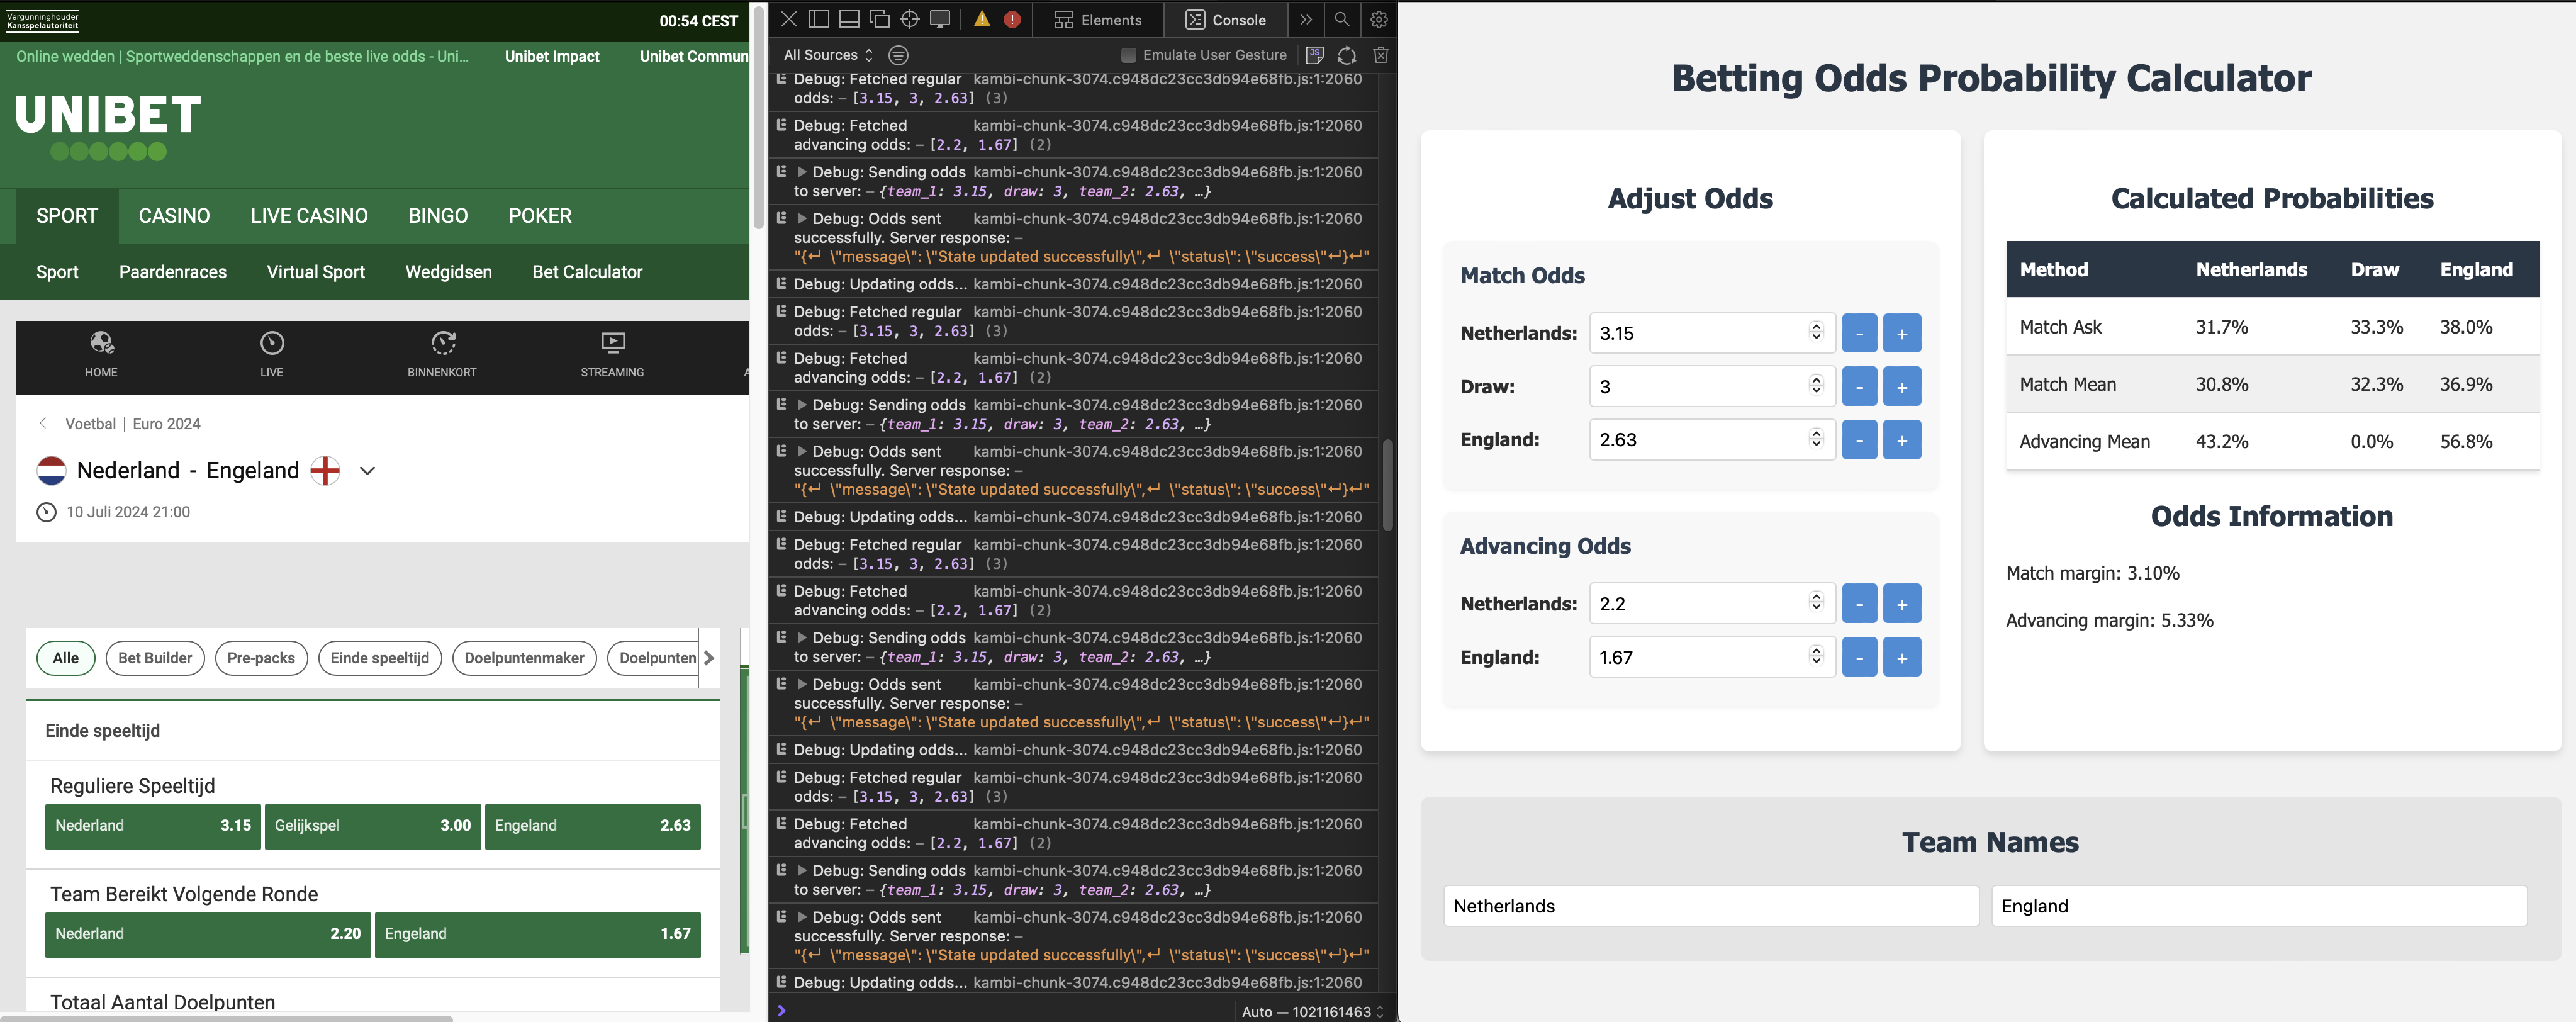 Vergunninghouder
Kansspelautoriteit
00:54 CEST
Online wedden | Sportweddenschappen en de beste live odds - Uni...
Unibet Impact
Unibet Commun
UNIBET
SPORT CASINO LIVE CASINO BINGO POKER
Sport Paardenraces Virtual Sport Wedgidsen Bet Calculator
HOME LIVE BINNENKORT STREAMING A
Voetbal | Euro 2024
Nederland - Engeland
10 Juli 2024 21:00
Alle Bet Builder Pre-packs Einde speeltijd Doelpuntenmaker Doelpunten
Einde speeltijd
Reguliere Speeltijd
Nederland 3.15 Gelijkspel 3.00 Engeland 2.63
Team Bereikt Volgende Ronde
Nederland 2.20 Engeland 1.67
Totaal Aantal Doelpunten
Elements Console
All Sources Emulate User Gesture
Debug: Fetched regular kambi-chunk-3074.c948dc23cc3db94e68fb.js:1:2060
odds: – [3.15, 3, 2.63] (3)
Debug: Fetched kambi-chunk-3074.c948dc23cc3db94e68fb.js:1:2060
advancing odds: – [2.2, 1.67] (2)
Debug: Sending odds kambi-chunk-3074.c948dc23cc3db94e68fb.js:1:2060
to server: – {team_1: 3.15, draw: 3, team_2: 2.63, …}
Debug: Odds sent kambi-chunk-3074.c948dc23cc3db94e68fb.js:1:2060
successfully. Server response: –
"{↵ \"message\": \"State updated successfully\",↵ \"status\": \"success\"↵}↵"
Debug: Updating odds... kambi-chunk-3074.c948dc23cc3db94e68fb.js:1:2060
Debug: Fetched regular kambi-chunk-3074.c948dc23cc3db94e68fb.js:1:2060
odds: – [3.15, 3, 2.63] (3)
Debug: Fetched kambi-chunk-3074.c948dc23cc3db94e68fb.js:1:2060
advancing odds: – [2.2, 1.67] (2)
Debug: Sending odds kambi-chunk-3074.c948dc23cc3db94e68fb.js:1:2060
to server: – {team_1: 3.15, draw: 3, team_2: 2.63, …}
Debug: Odds sent kambi-chunk-3074.c948dc23cc3db94e68fb.js:1:2060
successfully. Server response: –
"{↵ \"message\": \"State updated successfully\",↵ \"status\": \"success\"↵}↵"
Debug: Updating odds... kambi-chunk-3074.c948dc23cc3db94e68fb.js:1:2060
Debug: Fetched regular kambi-chunk-3074.c948dc23cc3db94e68fb.js:1:2060
odds: – [3.15, 3, 2.63] (3)
Debug: Fetched kambi-chunk-3074.c948dc23cc3db94e68fb.js:1:2060
advancing odds: – [2.2, 1.67] (2)
Debug: Sending odds kambi-chunk-3074.c948dc23cc3db94e68fb.js:1:2060
to server: – {team_1: 3.15, draw: 3, team_2: 2.63, …}
Debug: Odds sent kambi-chunk-3074.c948dc23cc3db94e68fb.js:1:2060
successfully. Server response: –
"{↵ \"message\": \"State updated successfully\",↵ \"status\": \"success\"↵}↵"
Debug: Updating odds... kambi-chunk-3074.c948dc23cc3db94e68fb.js:1:2060
Debug: Fetched regular kambi-chunk-3074.c948dc23cc3db94e68fb.js:1:2060
odds: – [3.15, 3, 2.63] (3)
Debug: Fetched kambi-chunk-3074.c948dc23cc3db94e68fb.js:1:2060
advancing odds: – [2.2, 1.67] (2)
Debug: Sending odds kambi-chunk-3074.c948dc23cc3db94e68fb.js:1:2060
to server: – {team_1: 3.15, draw: 3, team_2: 2.63, …}
Debug: Odds sent kambi-chunk-3074.c948dc23cc3db94e68fb.js:1:2060
successfully. Server response: –
"{↵ \"message\": \"State updated successfully\",↵ \"status\": \"success\"↵}↵"
Debug: Updating odds... kambi-chunk-3074.c948dc23cc3db94e68fb.js:1:2060
Auto — 1021161463
Betting Odds Probability Calculator
Adjust Odds
Match Odds
Netherlands: 3.15 - +
Draw: 3 - +
England: 2.63 - +
Advancing Odds
Netherlands: 2.2 - +
England: 1.67 - +
Calculated Probabilities
Method Netherlands Draw England
Match Ask 31.7% 33.3% 38.0%
Match Mean 30.8% 32.3% 36.9%
Advancing Mean 43.2% 0.0% 56.8%
Odds Information
Match margin: 3.10%
Advancing margin: 5.33%
Team Names
Netherlands England